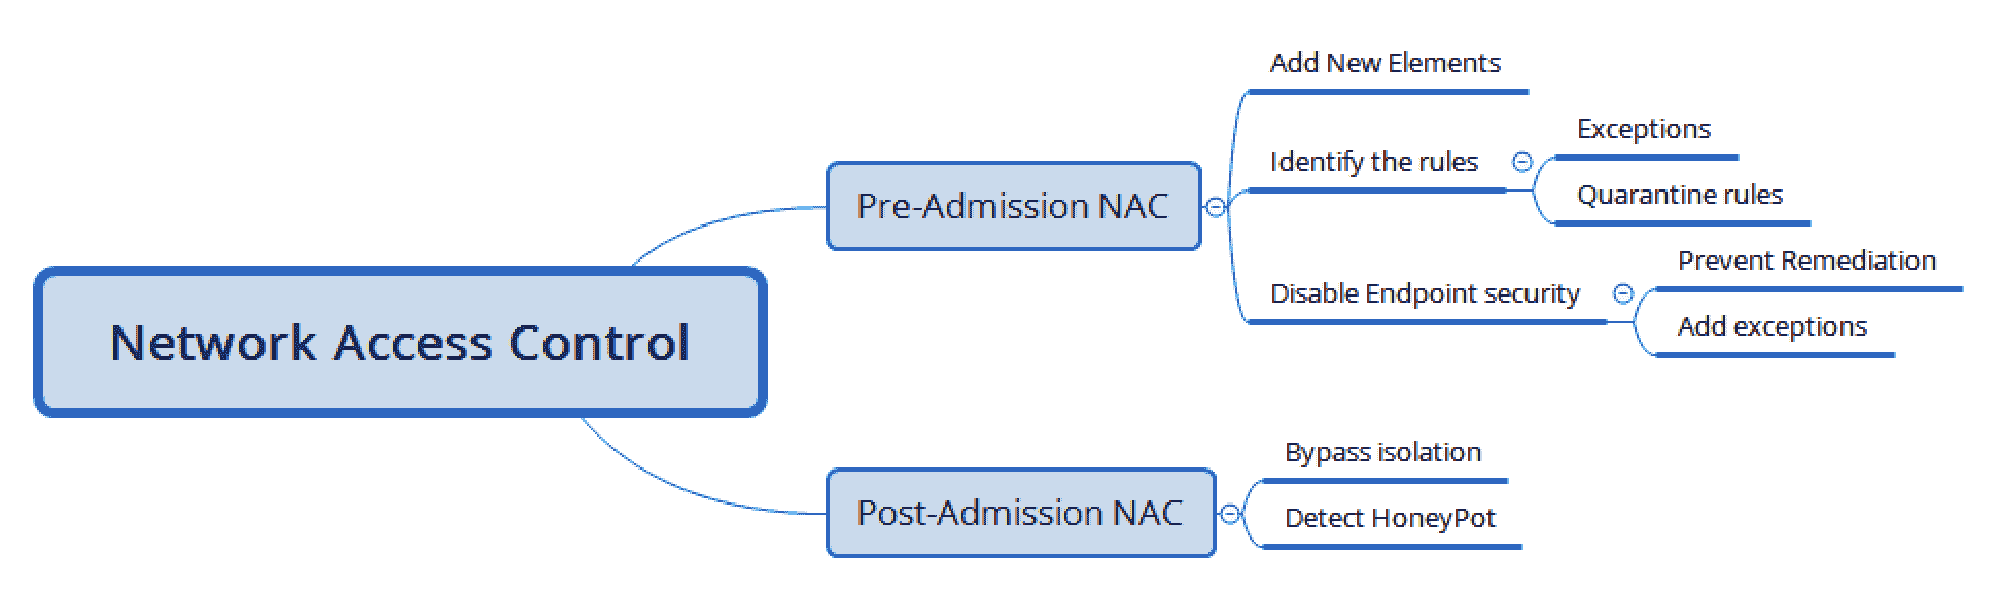 Network Access Control
Pre-Admission NAC
Add New Elements
Identify the rules
Exceptions
Quarantine rules
Disable Endpoint security
Prevent Remediation
Add exceptions
Post-Admission NAC
Bypass isolation
Detect HoneyPot